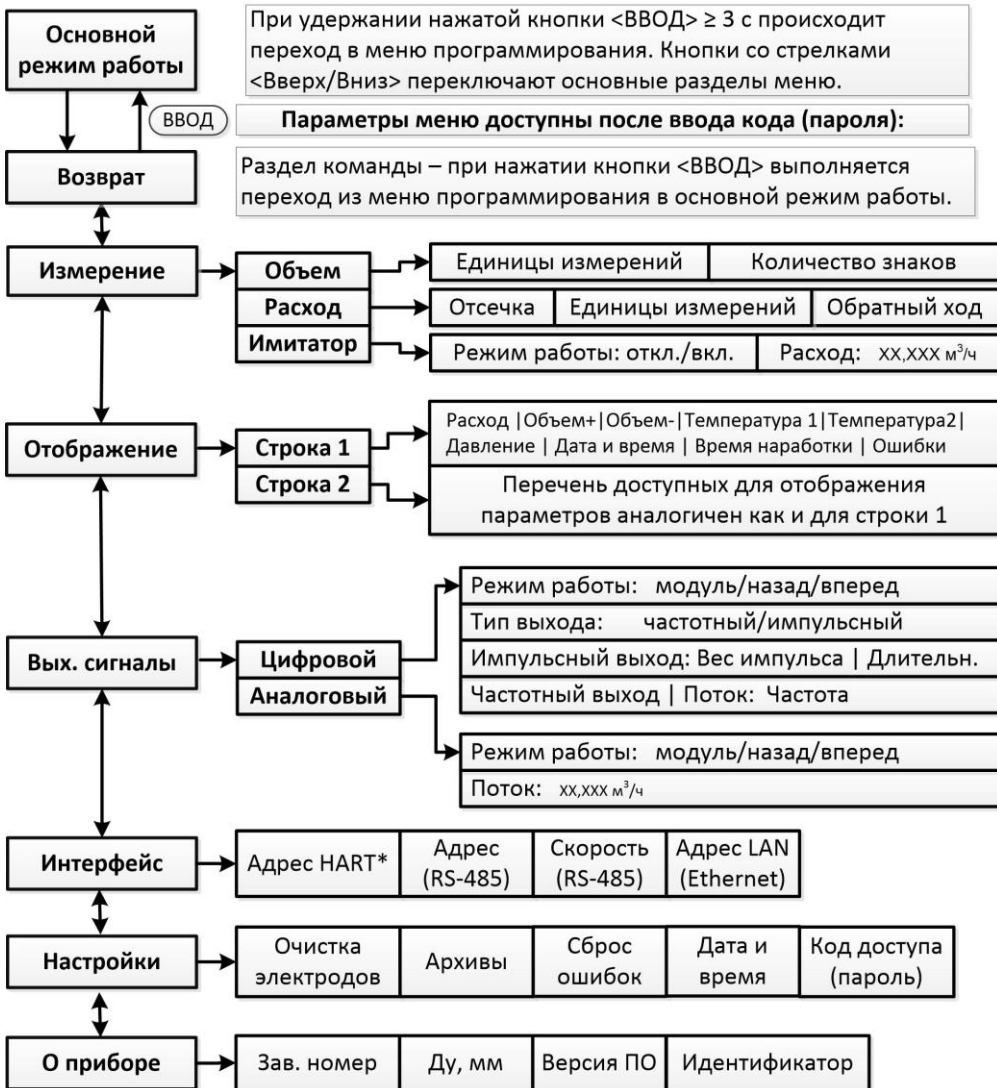 Основной
режим работы
При удержании нажатой кнопки <ВВОД> ≥ 3 с происходит
переход в меню программирования. Кнопки со стрелками
<Вверх/Вниз> переключают основные разделы меню.
ВВОД
Параметры меню доступны после ввода кода (пароля):
Возврат
Раздел команды – при нажатии кнопки <ВВОД> выполняется
переход из меню программирования в основной режим работы.
Измерение
Объем
Единицы измерений
Количество знаков
Расход
Отсечка
Единицы измерений
Обратный ход
Имитатор
Режим работы: откл./вкл.
Расход: XX,XXX м³/ч
Отображение
Строка 1
Расход |Объем+|Объем-|Температура 1|Температура2|
Давление | Дата и время | Время наработки | Ошибки
Строка 2
Перечень доступных для отображения
параметров аналогичен как и для строки 1
Вых. сигналы
Цифровой
Режим работы: модуль/назад/вперед
Тип выхода: частотный/импульсный
Импульсный выход: Вес импульса | Длительн.
Частотный выход | Поток: Частота
Аналоговый
Режим работы: модуль/назад/вперед
Поток: XX,XXX м³/ч
Интерфейс
Адрес HART*
Адрес
(RS-485)
Скорость
(RS-485)
Адрес LAN
(Ethernet)
Настройки
Очистка
электродов
Архивы
Сброс
ошибок
Дата и
время
Код доступа
(пароль)
О приборе
Зав. номер
Ду, мм
Версия ПО
Идентификатор